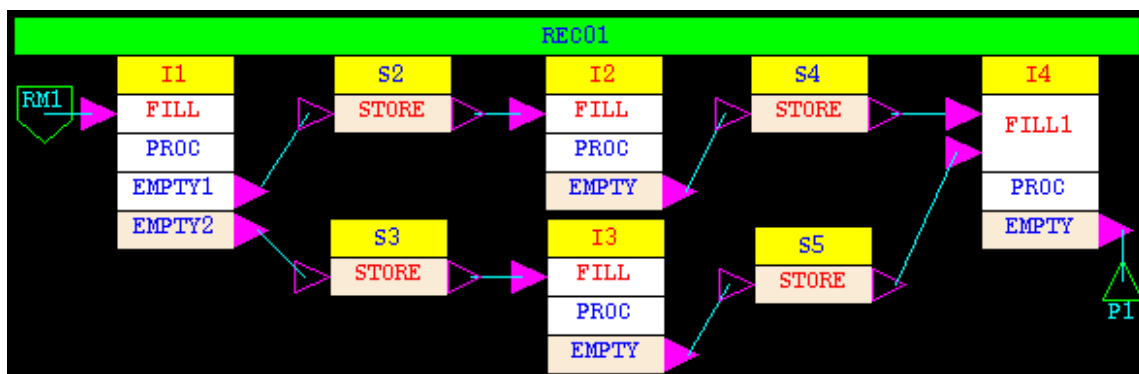 REC01
I1
S2
I2
S4
I4
RM1
FILL
STORE
FILL
STORE
FILL1
PROC
PROC
EMPTY1
EMPTY
PROC
EMPTY2
S3
I3
S5
EMPTY
STORE
FILL
STORE
PROC
P1
EMPTY